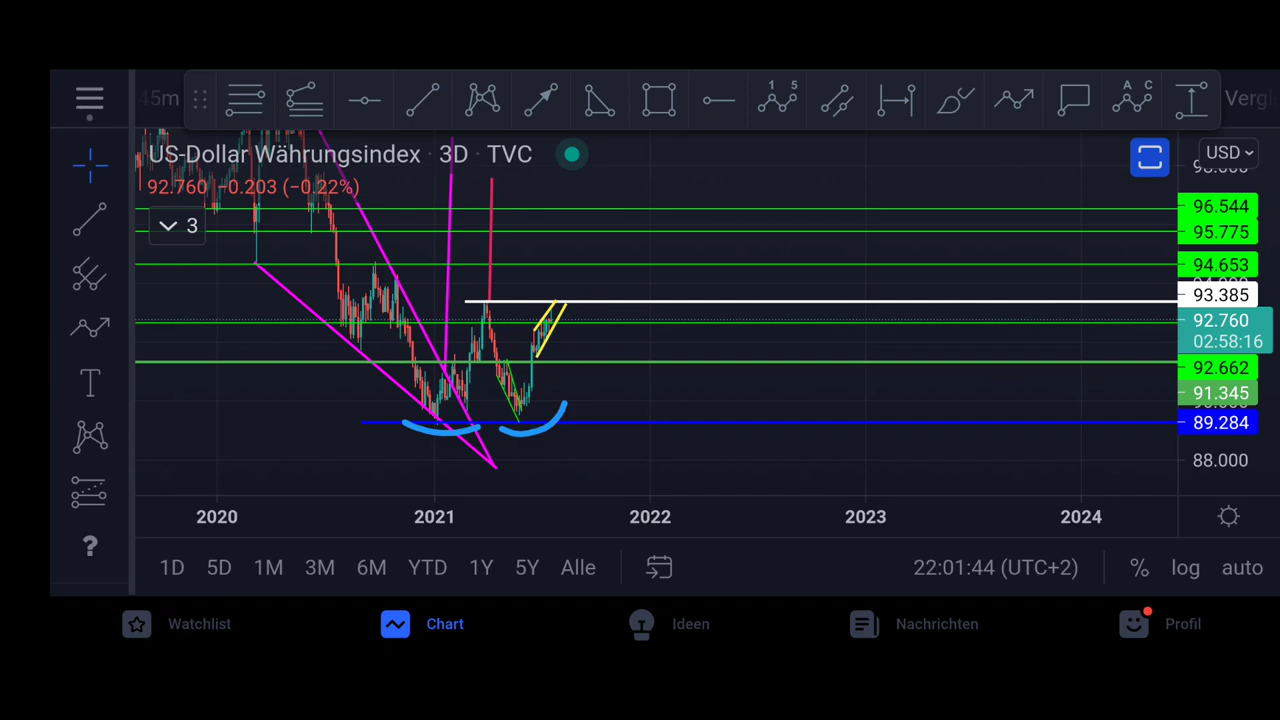 45m
1 5
A C
Vergl
US-Dollar Währungsindex · 3D · TVC
USD
92.760 −0.203 (−0.22%)
3
96.544
95.775
94.653
93.385
92.760
02:58:16
92.662
91.345
89.284
88.000
2020 2021 2022 2023 2024
1D 5D 1M 3M 6M YTD 1Y 5Y Alle 22:01:44 (UTC+2) % log auto
?
Watchlist Chart Ideen Nachrichten Profil